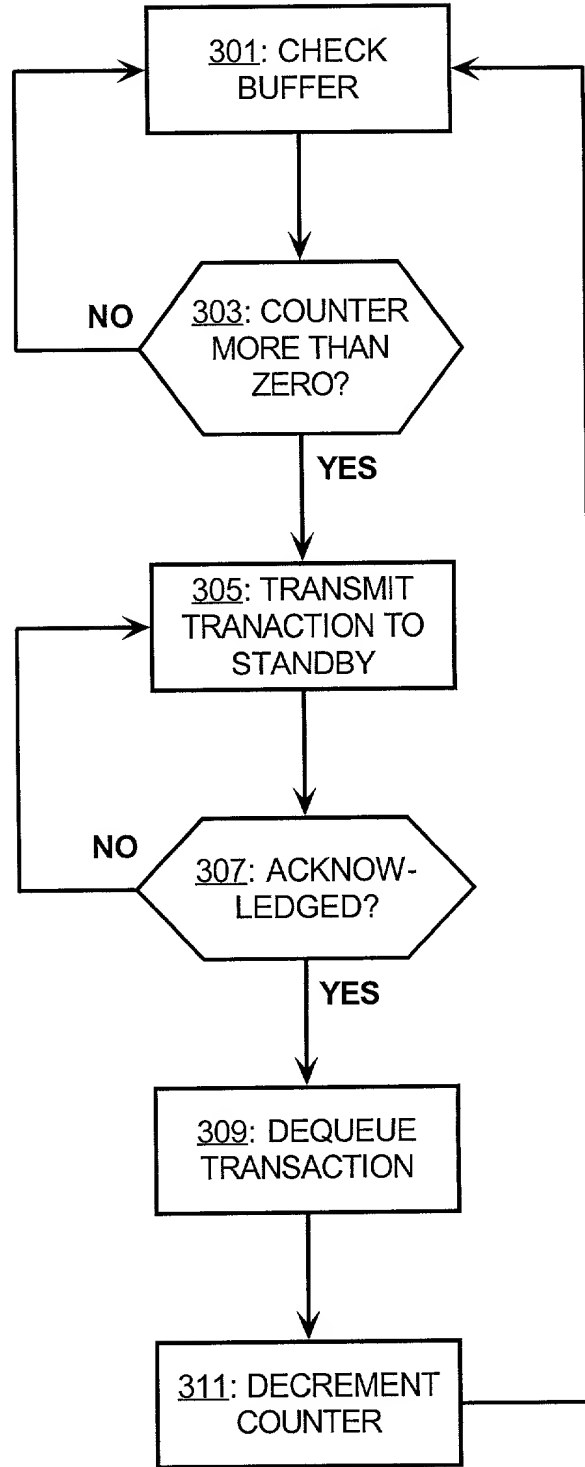 301: CHECK
BUFFER
303: COUNTER
MORE THAN
ZERO?
NO
YES
305: TRANSMIT
TRANACTION TO
STANDBY
NO
307: ACKNOW-
LEDGED?
YES
309: DEQUEUE
TRANSACTION
311: DECREMENT
COUNTER